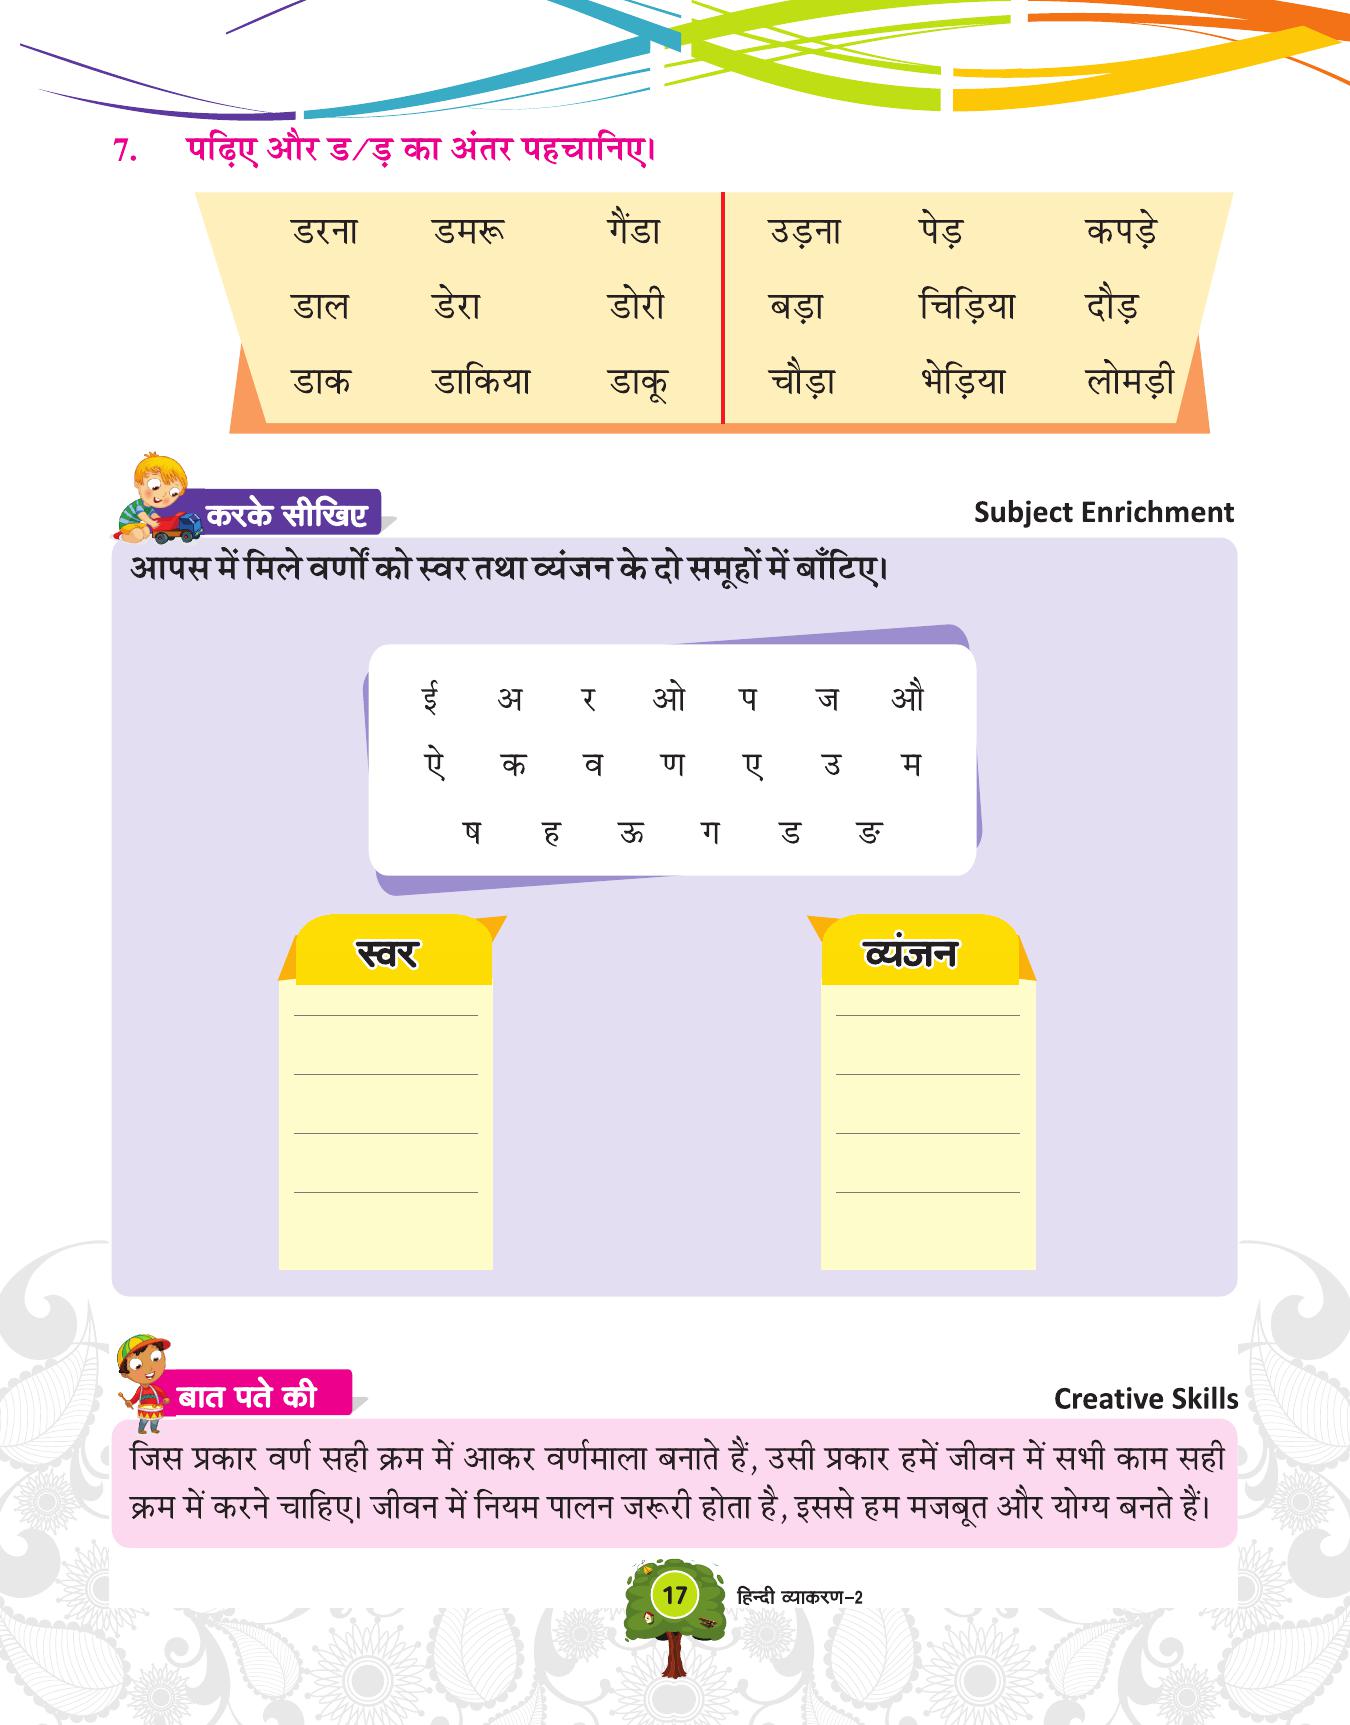 7. पढ़िए और ड/ड़ का अंतर पहचानिए।
डरना डमरू गैंडा उड़ना पेड़ कपड़े
डाल डेरा डोरी बड़ा चिड़िया दौड़
डाक डाकिया डाकू चौड़ा भेड़िया लोमड़ी
करके सीखिए Subject Enrichment
आपस में मिले वर्णों को स्वर तथा व्यंजन के दो समूहों में बाँटिए।
ई अ र ओ प ज औ
ऐ क व ण ए उ म
ष ह ऊ ग ड ङ
स्वर व्यंजन
बात पते की Creative Skills
जिस प्रकार वर्ण सही क्रम में आकर वर्णमाला बनाते हैं, उसी प्रकार हमें जीवन में सभी काम सही
क्रम में करने चाहिए। जीवन में नियम पालन जरूरी होता है, इससे हम मजबूत और योग्य बनते हैं।
17 हिन्दी व्याकरण-2